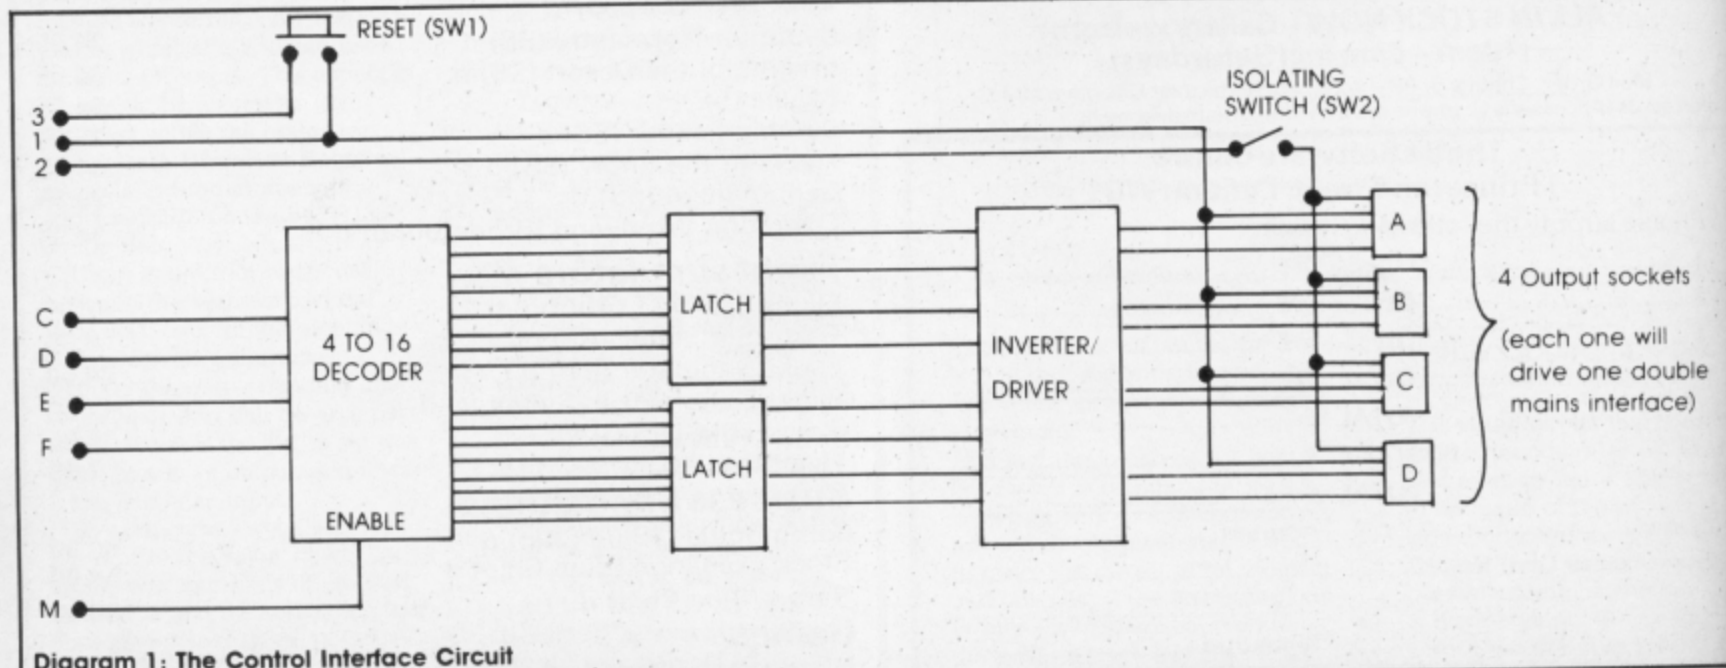 RESET (SW1)
ISOLATING
SWITCH (SW2)
3
1
2
A
B
C
D
4 Output sockets
(each one will
drive one double
mains interface)
C
D
E
F
M
4 TO 16
DECODER
ENABLE
LATCH
LATCH
INVERTER/
DRIVER
Diagram 1: The Control Interface Circuit